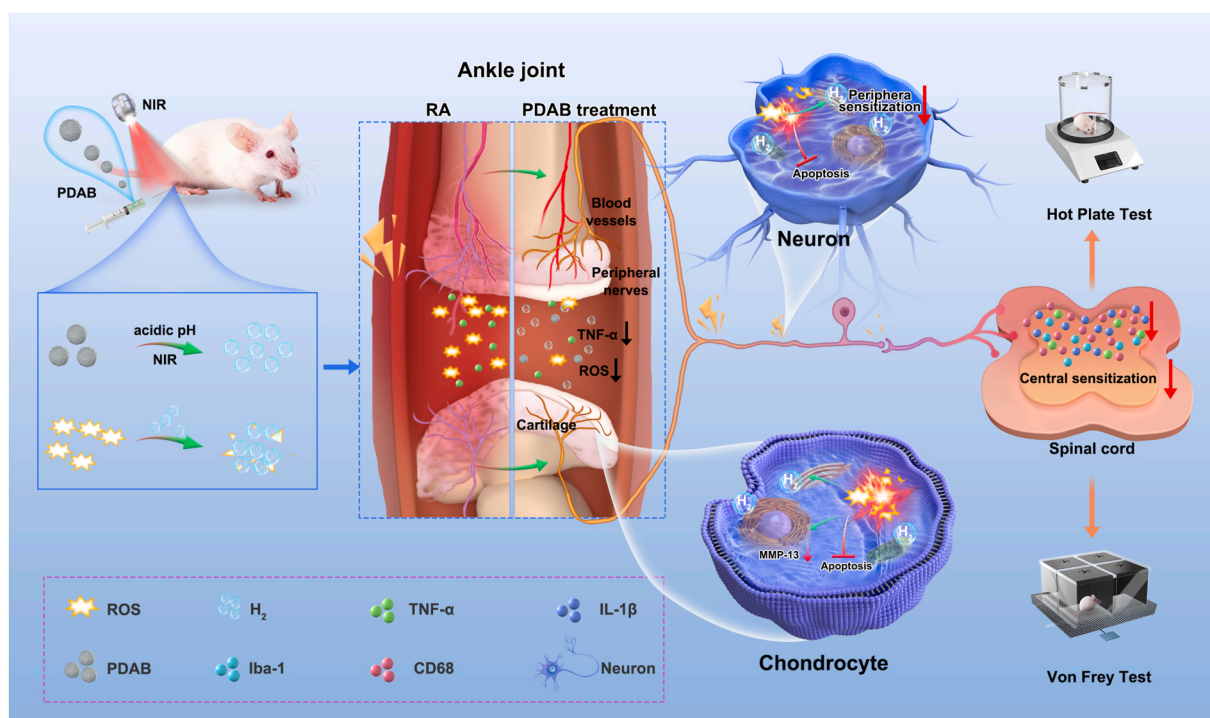 Ankle joint
NIR
PDAB
acidic pH
NIR
RA
PDAB treatment
Blood
vessels
Peripheral
nerves
TNF-α
ROS
Cartilage
H2
Periphera
sensitization
H2
H2
Apoptosis
Neuron
H2
H2
H2
MMP-13
Apoptosis
Chondrocyte
Hot Plate Test
Central sensitization
Spinal cord
Von Frey Test
ROS
H2
TNF-α
IL-1β
PDAB
Iba-1
CD68
Neuron